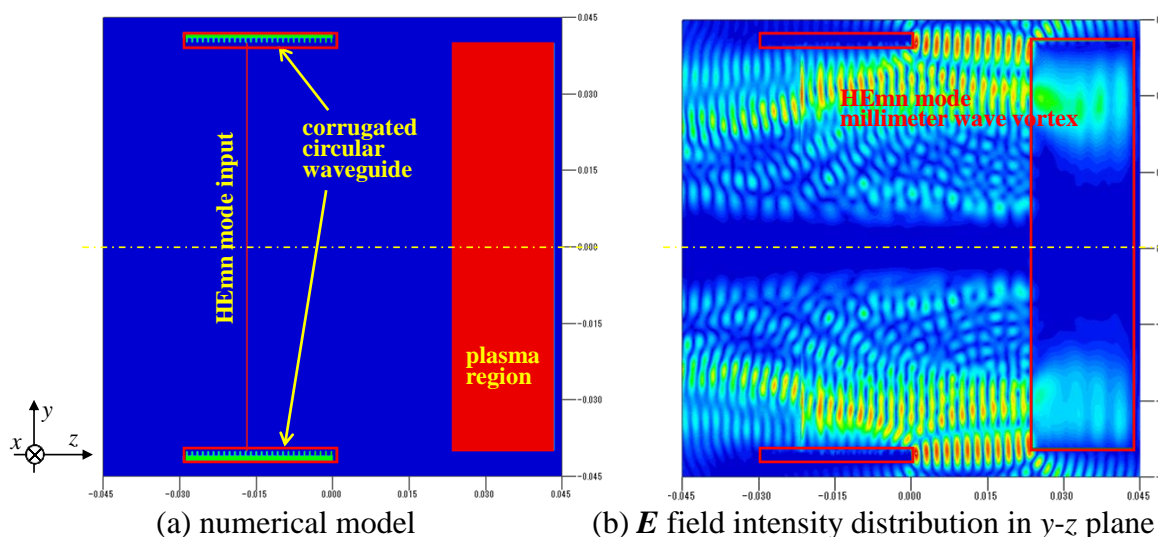 0.045
0.030
0.015
0.000
-0.015
-0.030
-0.045
corrugated
circular
waveguide
HEmn mode input
plasma
region
y
x
z
-0.045
-0.030
-0.015
0.000
0.015
0.030
0.045
(a) numerical model
HEmn mode
millimeter wave vortex
-0.045
-0.030
-0.015
0.000
0.015
0.030
0.045
(b) E field intensity distribution in y-z plane